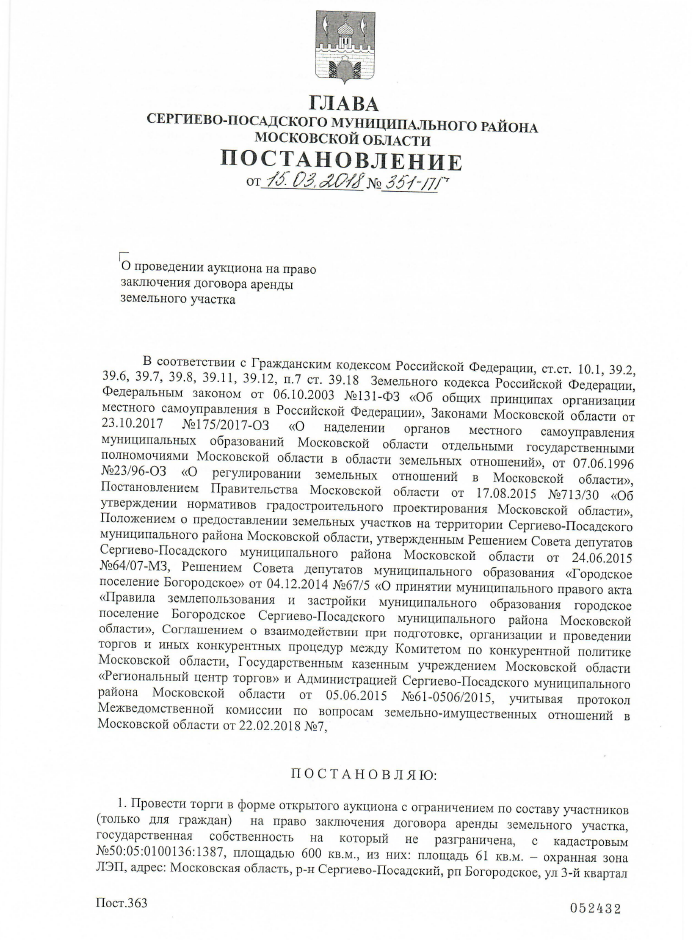 ГЛАВА
СЕРГИЕВО-ПОСАДСКОГО МУНИЦИПАЛЬНОГО РАЙОНА
МОСКОВСКОЙ ОБЛАСТИ
ПОСТАНОВЛЕНИЕ
от 15.03.2018 № 351-ПГ
О проведении аукциона на право
заключения договора аренды
земельного участка
В соответствии с Гражданским кодексом Российской Федерации, ст.ст. 10.1, 39.2,
39.6, 39.7, 39.8, 39.11, 39.12, п.7 ст. 39.18 Земельного кодекса Российской Федерации,
Федеральным законом от 06.10.2003 №131-ФЗ «Об общих принципах организации
местного самоуправления в Российской Федерации», Законами Московской области от
23.10.2017 №175/2017-ОЗ «О наделении органов местного самоуправления
муниципальных образований Московской области отдельными государственными
полномочиями Московской области в области земельных отношений», от 07.06.1996
№23/96-ОЗ «О регулировании земельных отношений в Московской области»,
Постановлением Правительства Московской области от 17.08.2015 №713/30 «Об
утверждении нормативов градостроительного проектирования Московской области»,
Положением о предоставлении земельных участков на территории Сергиево-Посадского
муниципального района Московской области, утвержденным Решением Совета депутатов
Сергиево-Посадского муниципального района Московской области от 24.06.2015
№64/07-МЗ, Решением Совета депутатов муниципального образования «Городское
поселение Богородское» от 04.12.2014 №67/5 «О принятии муниципального правого акта
«Правила землепользования и застройки муниципального образования городское
поселение Богородское Сергиево-Посадского муниципального района Московской
области», Соглашением о взаимодействии при подготовке, организации и проведении
торгов и иных конкурентных процедур между Комитетом по конкурентной политике
Московской области, Государственным казенным учреждением Московской области
«Региональный центр торгов» и Администрацией Сергиево-Посадского муниципального
района Московской области от 05.06.2015 №61-0506/2015, учитывая протокол
Межведомственной комиссии по вопросам земельно-имущественных отношений в
Московской области от 22.02.2018 №7,
П О С Т А Н О В Л Я Ю:
1. Провести торги в форме открытого аукциона с ограничением по составу участников
(только для граждан) на право заключения договора аренды земельного участка,
государственная собственность на который не разграничена, с кадастровым
№50:05:0100136:1387, площадью 600 кв.м., из них: площадь 61 кв.м. – охранная зона
ЛЭП, адрес: Московская область, р-н Сергиево-Посадский, рп Богородское, ул 3-й квартал
Пост.363
052432